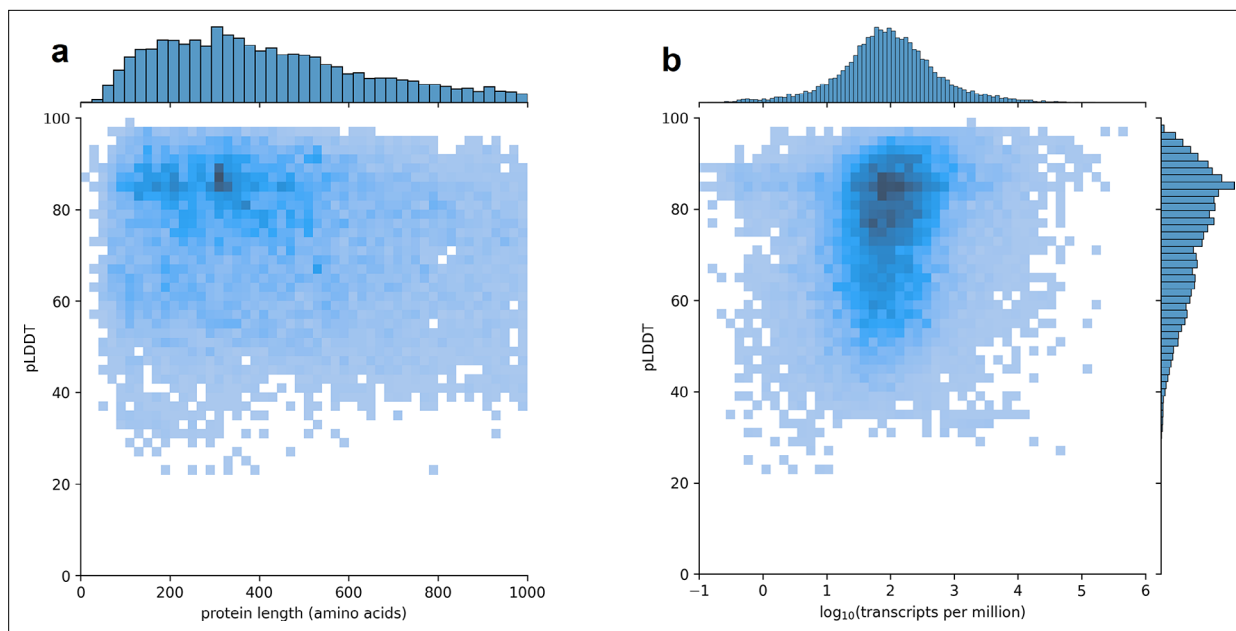 a
100
80
60
40
20
0
pLDDT
0 200 400 600 800 1000
protein length (amino acids)
b
100
80
60
40
20
0
pLDDT
−1 0 1 2 3 4 5 6
log₁₀(transcripts per million)